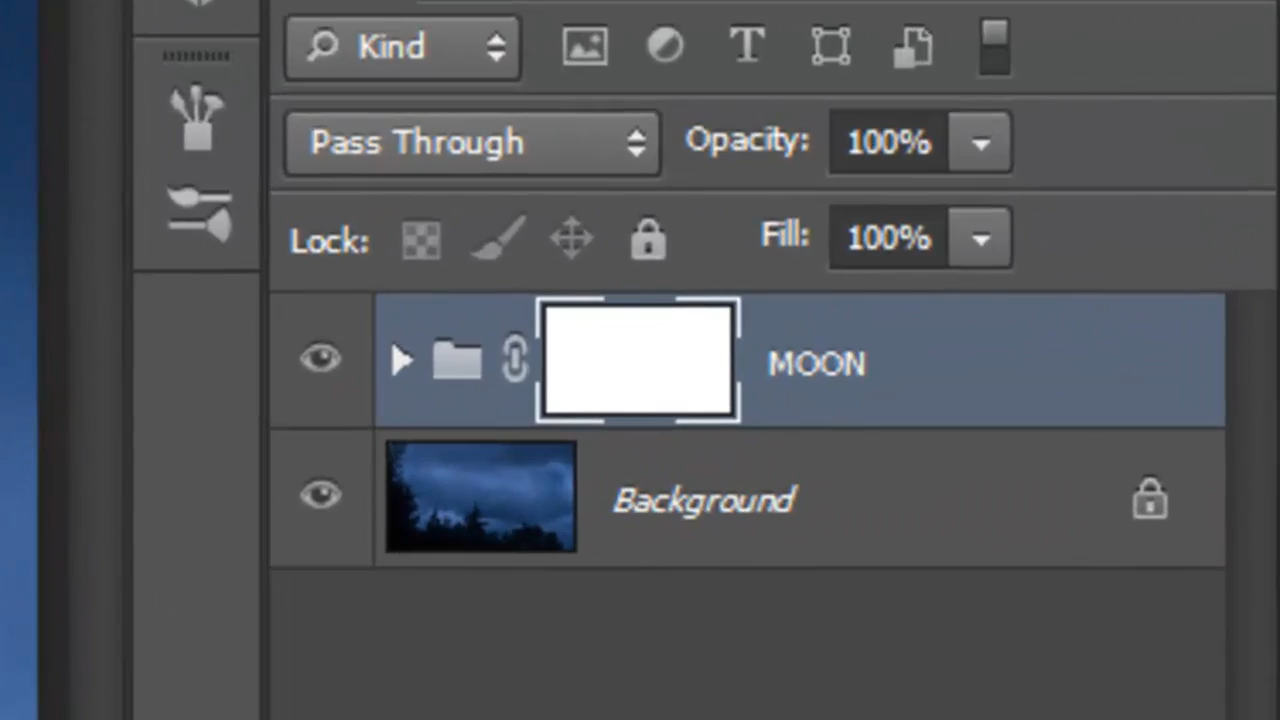 Kind
Pass Through Opacity: 100%
Lock: Fill: 100%
MOON
Background